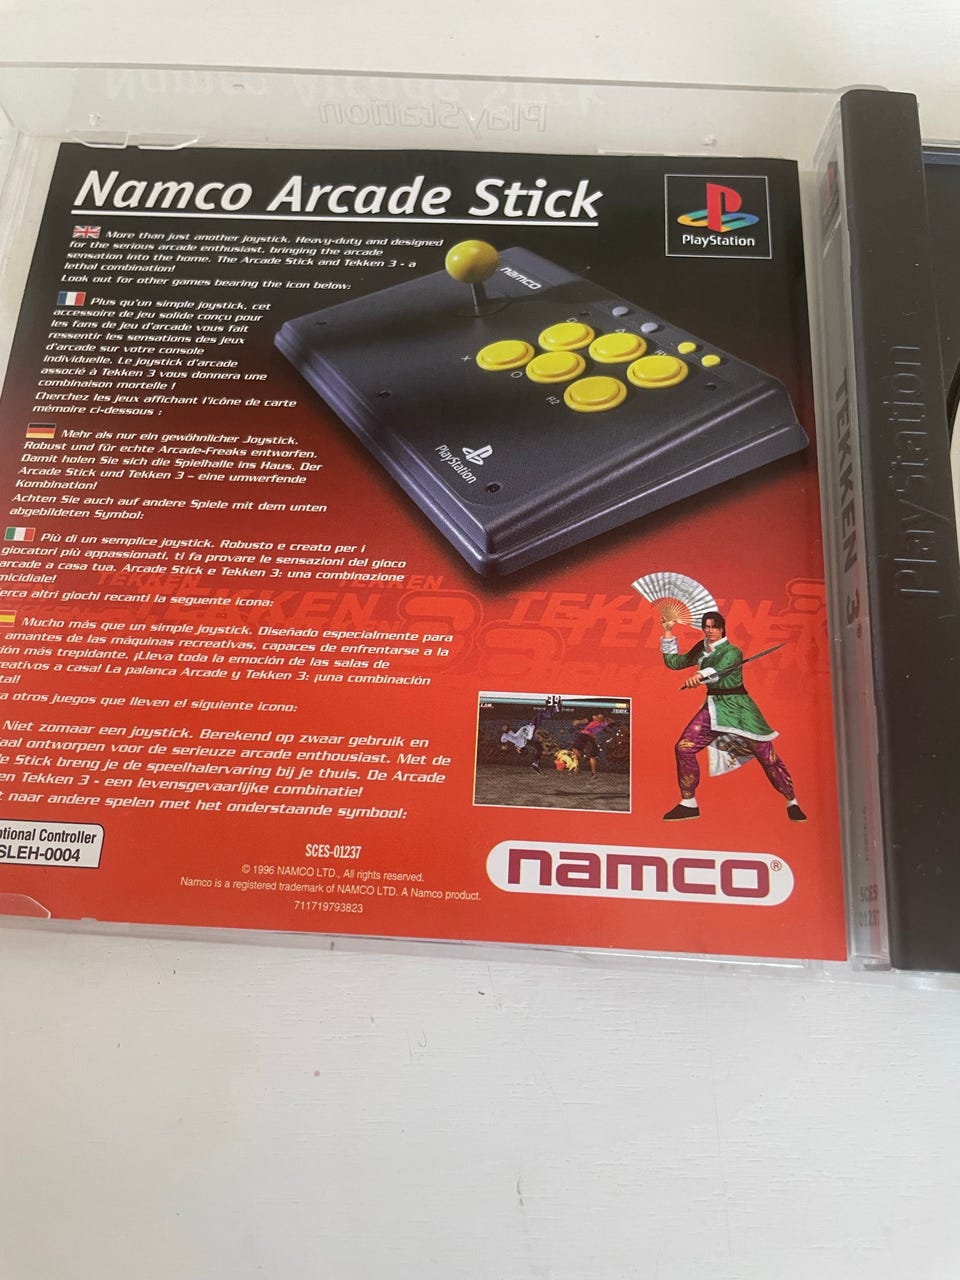 Namco Arcade Stick
PlayStation
More than just another joystick. Heavy-duty and designed
for the serious arcade enthusiast, bringing the arcade
sensation into the home. The Arcade Stick and Tekken 3 - a
lethal combination!
Look out for other games bearing the icon below:
Plus qu'un simple joystick, cet
accessoire de jeu solide conçu pour
les fans de jeu d'arcade vous fait
ressentir les sensations des jeux
d'arcade sur votre console
individuelle. Le joystick d'arcade
associé à Tekken 3 vous donnera une
combinaison mortelle !
Cherchez les jeux affichant l'icône de carte
mémoire ci-dessous :
Mehr als nur ein gewöhnlicher Joystick.
Robust und für echte Arcade-Freaks entworfen.
Damit holen Sie sich die Spielhalle ins Haus. Der
Arcade Stick und Tekken 3 - eine umwerfende
Kombination!
Achten Sie auch auf andere Spiele mit dem unten
abgebildeten Symbol:
Più di un semplice joystick. Robusto e creato per i
giocatori più appassionati, ti fa provare le sensazioni del gioco
arcade a casa tua. Arcade Stick e Tekken 3: una combinazione
micidiale!
erca altri giochi recanti la seguente icona:
Mucho más que un simple joystick. Diseñado especialmente para
amantes de las máquinas recreativas, capaces de enfrentarse a la
ión más trepidante. ¡Lleva toda la emoción de las salas de
reativos a casa! La palanca Arcade y Tekken 3: ¡una combinación
tal!
a otros juegos que lleven el siguiente icono:
Niet zomaar een joystick. Berekend op zwaar gebruik en
aal ontworpen voor de serieuze arcade enthousiast. Met de
e Stick breng je de speelhalervaring bij je thuis. De Arcade
en Tekken 3 - een levensgevaarlijke combinatie!
t naar andere spelen met het onderstaande symbool:
ptional Controller
SLEH-0004
SCES-01237
© 1996 NAMCO LTD., All rights reserved.
Namco is a registered trademark of NAMCO LTD. A Namco product.
711719793823
namco®
namco
PlayStation
TEKKEN 3
TEKKEN 3
PlayStation
SCES
01237